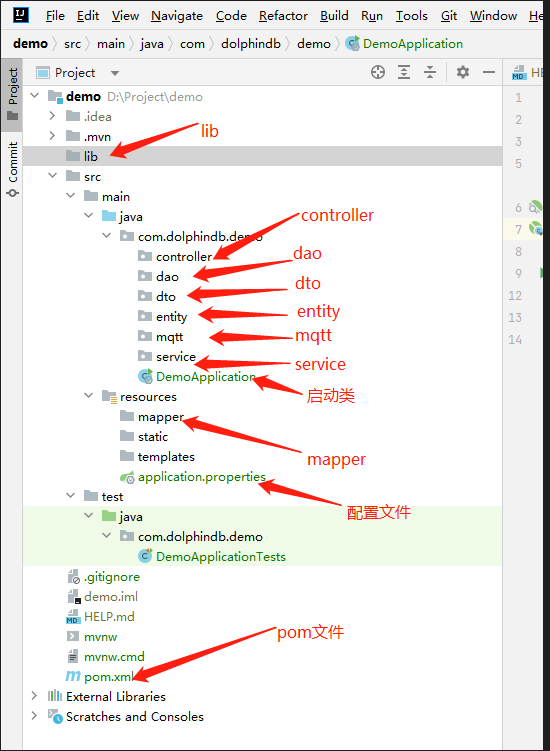 File Edit View Navigate Code Refactor Build Run Tools Git Window He
demo src main java com dolphindb demo DemoApplication
Project
Commit
Project
demo D:\Project\demo
.idea
.mvn
lib
lib
src
main
java
com.dolphindb.demo
controller
controller
dao
dao
dto
dto
entity
entity
mqtt
mqtt
service
service
DemoApplication
启动类
resources
mapper
mapper
static
templates
application.properties
配置文件
test
java
com.dolphindb.demo
DemoApplicationTests
.gitignore
demo.iml
HELP.md
mvnw
pom文件
mvnw.cmd
pom.xml
External Libraries
Scratches and Consoles
HE
1
2
3
5
6
7
8
9
12
13
14